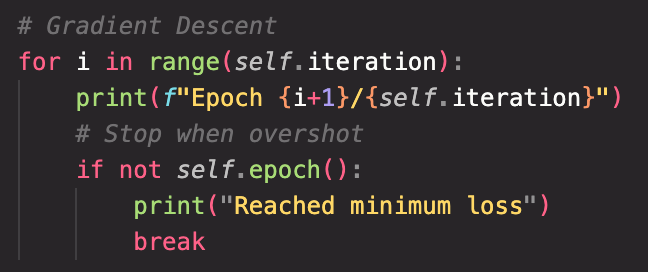 # Gradient Descent
for i in range(self.iteration):
    print(f"Epoch {i+1}/{self.iteration}")
    # Stop when overshot
    if not self.epoch():
        print("Reached minimum loss")
        break